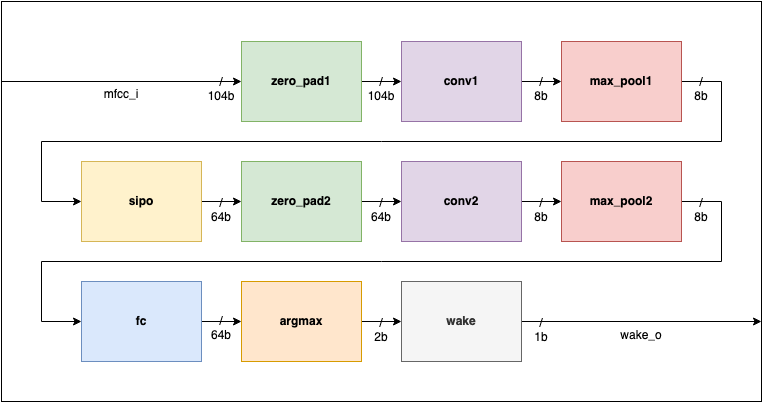 zero_pad1
conv1
max_pool1
mfcc_i
104b
104b
8b
8b
sipo
zero_pad2
conv2
max_pool2
64b
64b
8b
8b
fc
argmax
wake
64b
2b
1b
wake_o